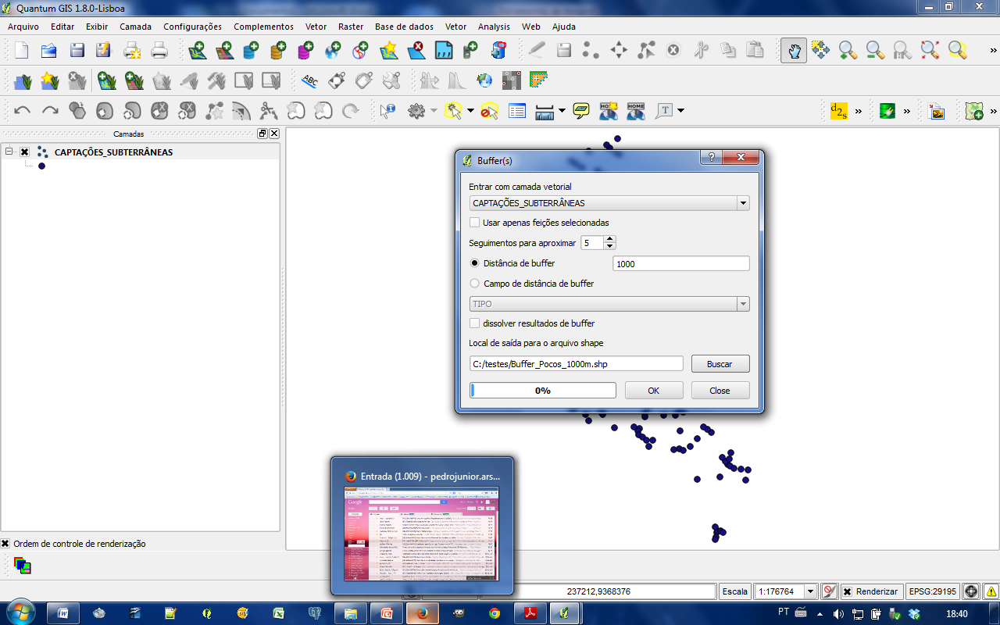 Quantum GIS 1.8.0-Lisboa
Arquivo Editar Exibir Camada Configurações Complementos Vetor Raster Base de dados Vetor Analysis Web Ajuda
ABC
d2s
HOME
T
Camadas
CAPTAÇÕES_SUBTERRÂNEAS
Buffer(s)
Entrar com camada vetorial
CAPTAÇÕES_SUBTERRÂNEAS
Usar apenas feições selecionadas
Seguimentos para aproximar 5
Distância de buffer 1000
Campo de distância de buffer
TIPO
dissolver resultados de buffer
Local de saída para o arquivo shape
C:/testes/Buffer_Pocos_1000m.shp Buscar
0% OK Close
Entrada (1.009) - pedrojunior.ars...
Google
Ordem de controle de renderização
237212,9368376 Escala 1:176764 Renderizar EPSG:29195
PT 18:40